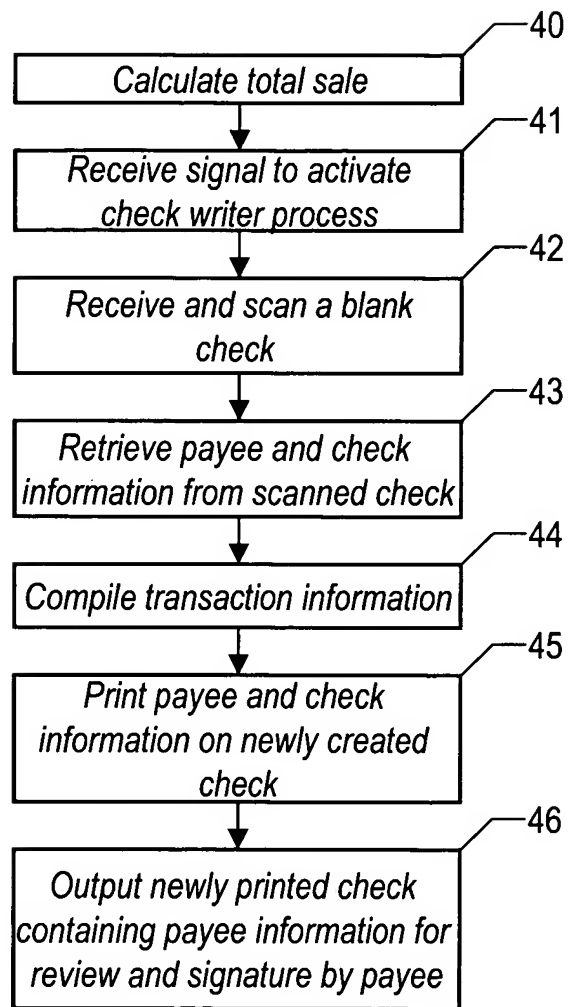 40
Calculate total sale
41
Receive signal to activate
check writer process
42
Receive and scan a blank
check
43
Retrieve payee and check
information from scanned check
44
Compile transaction information
45
Print payee and check
information on newly created
check
46
Output newly printed check
containing payee information for
review and signature by payee